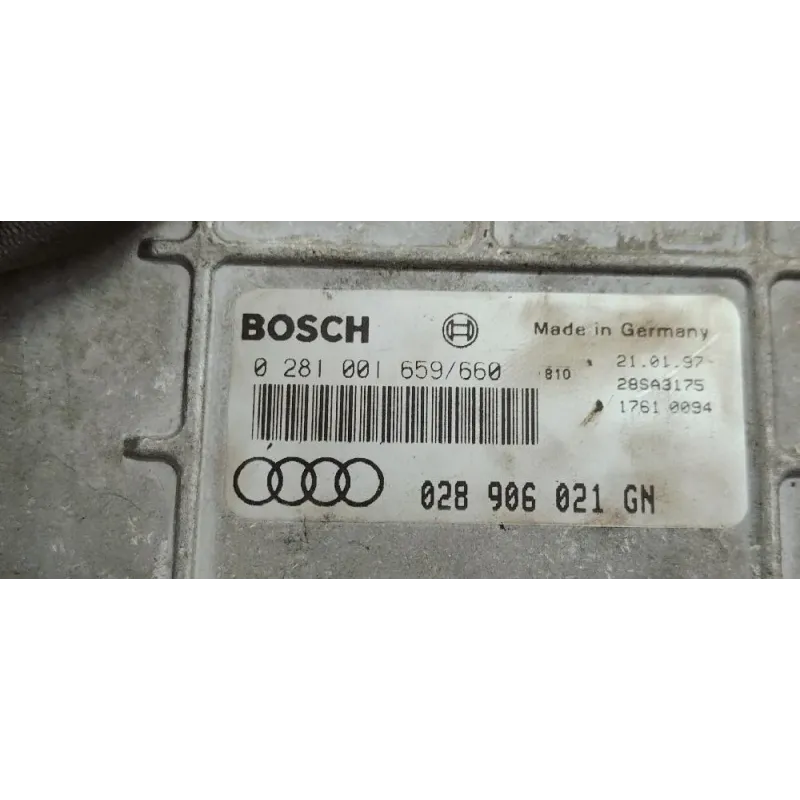 BOSCH Made in Germany
0 281 001 659/660 810 21.01.97
28SA3175
1761 0094
028 906 021 GN